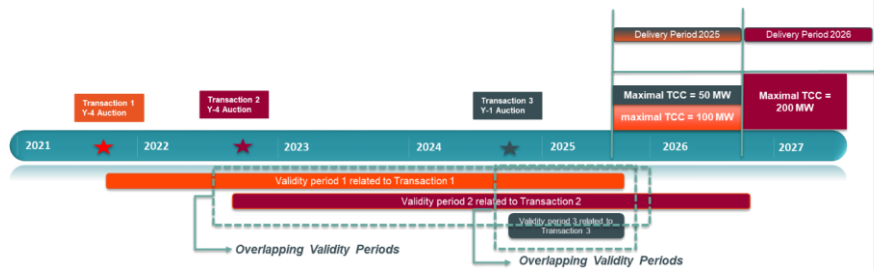 Delivery Period 2025
Delivery Period 2026
Transaction 1
Y-4 Auction
Transaction 2
Y-4 Auction
Transaction 3
Y-1 Auction
Maximal TCC = 50 MW
maximal TCC = 100 MW
Maximal TCC =
200 MW
2021
2022
2023
2024
2025
2026
2027
Validity period 1 related to Transaction 1
Validity period 2 related to Transaction 2
Validity period 3 related to
Transaction 3
Overlapping Validity Periods
Overlapping Validity Periods